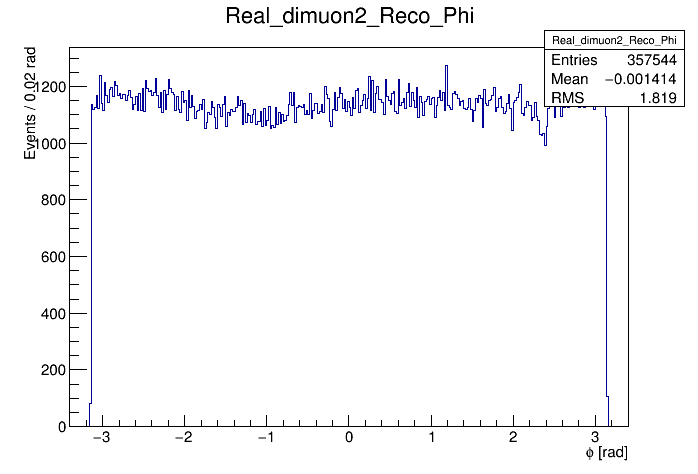 Real_dimuon2_Reco_Phi
Real_dimuon2_Reco_Phi
Entries 357544
Mean −0.001414
RMS 1.819
Events / 0.02 rad
1200
1000
800
600
400
200
0
−3 −2 −1 0 1 2 3
ϕ [rad]